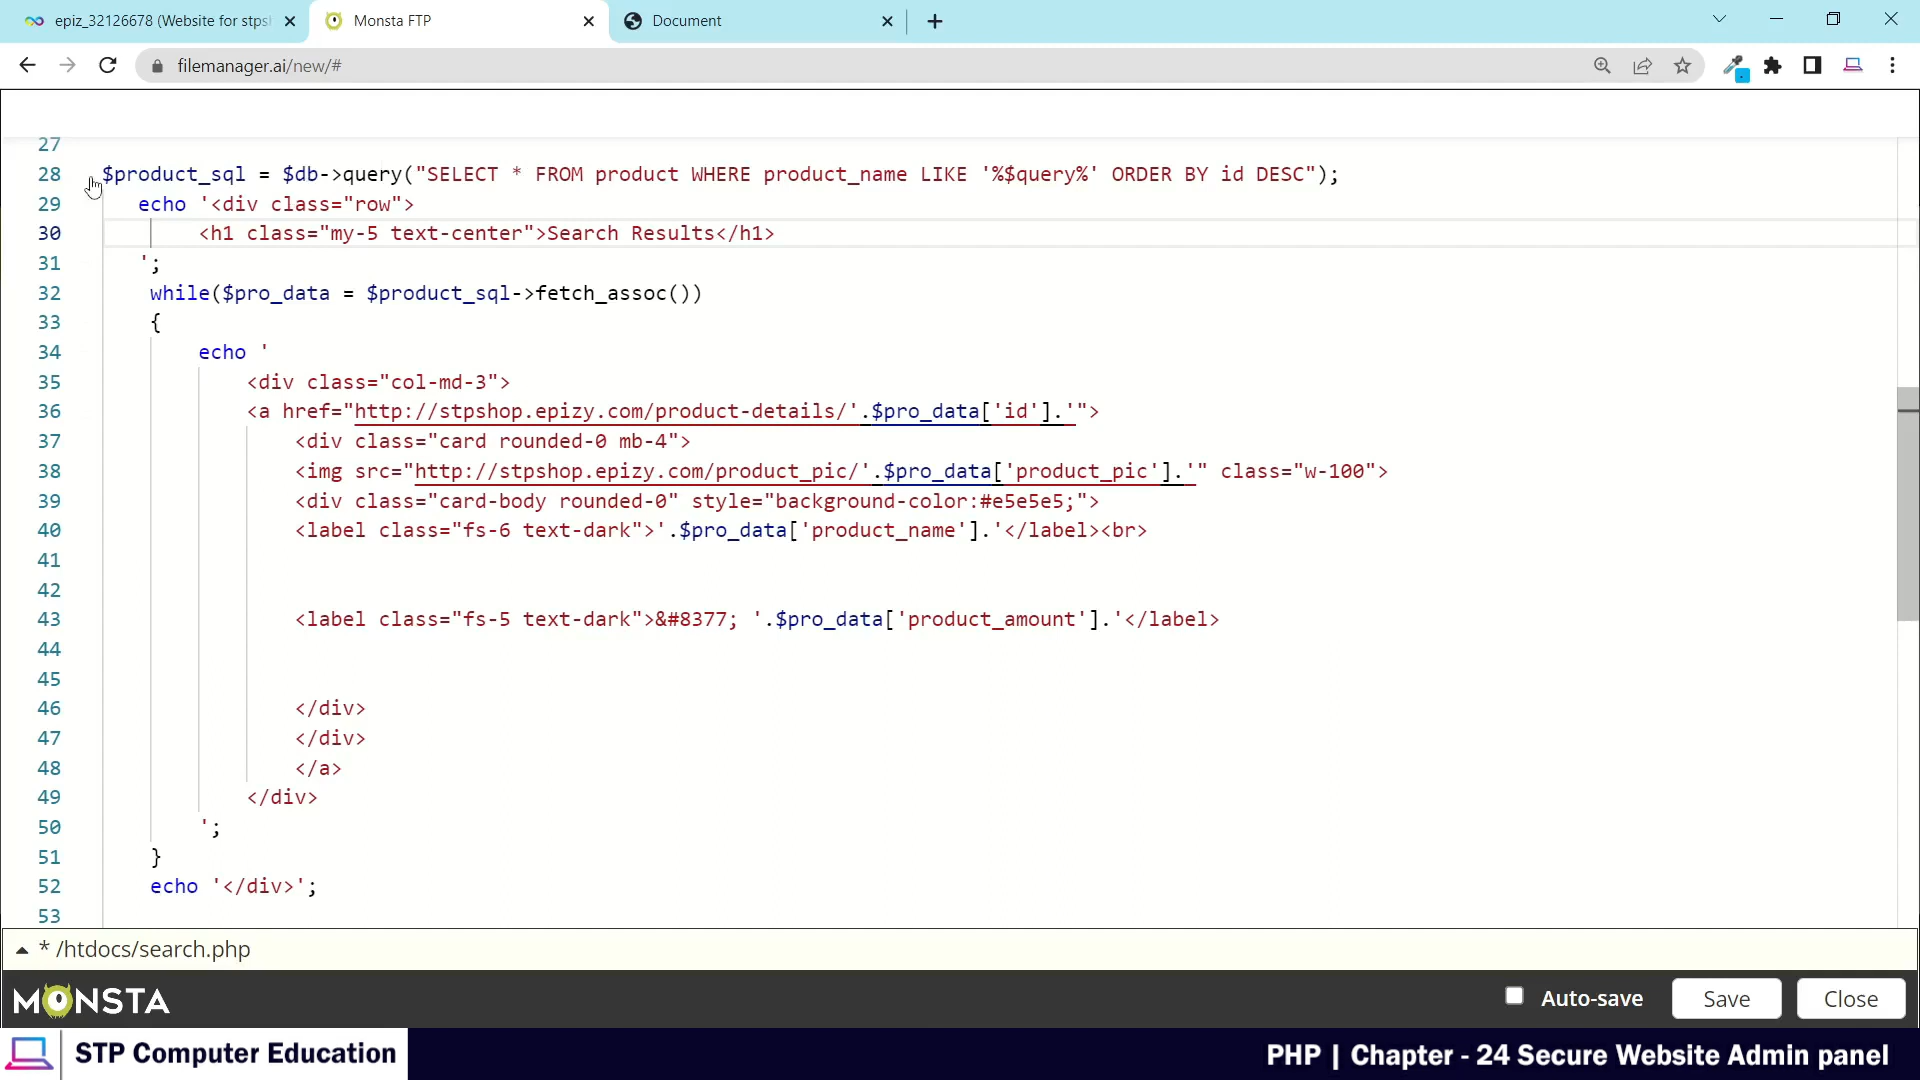 epiz_32126678 (Website for stps
Monsta FTP
Document
filemanager.ai/new/#
27
28 $product_sql = $db->query("SELECT * FROM product WHERE product_name LIKE '%$query%' ORDER BY id DESC");
29 echo '<div class="row">
30 <h1 class="my-5 text-center">Search Results</h1>
31 ';
32 while($pro_data = $product_sql->fetch_assoc())
33 {
34 echo '
35 <div class="col-md-3">
36 <a href="http://stpshop.epizy.com/product-details/'.$pro_data['id'].'">
37 <div class="card rounded-0 mb-4">
38 <img src="http://stpshop.epizy.com/product_pic/'.$pro_data['product_pic'].'" class="w-100">
39 <div class="card-body rounded-0" style="background-color:#e5e5e5;">
40 <label class="fs-6 text-dark">'.$pro_data['product_name'].'</label><br>
41
42
43 <label class="fs-5 text-dark">&#8377; '.$pro_data['product_amount'].'</label>
44
45
46 </div>
47 </div>
48 </a>
49 </div>
50 ';
51 }
52 echo '</div>';
53
* /htdocs/search.php
MONSTA
Auto-save
Save
Close
STP Computer Education
PHP | Chapter - 24 Secure Website Admin panel